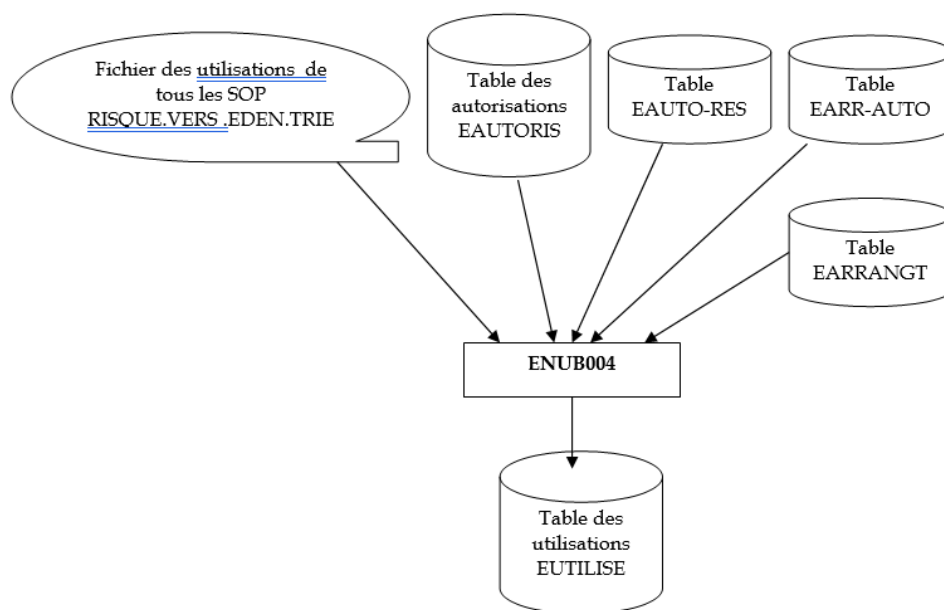 Fichier des utilisations de
tous les SOP
RISQUE.VERS .EDEN.TRIE
Table des
autorisations
EAUTORIS
Table
EAUTO-RES
Table
EARR-AUTO
Table
EARRANGT
ENUB004
Table des
utilisations
EUTILISE